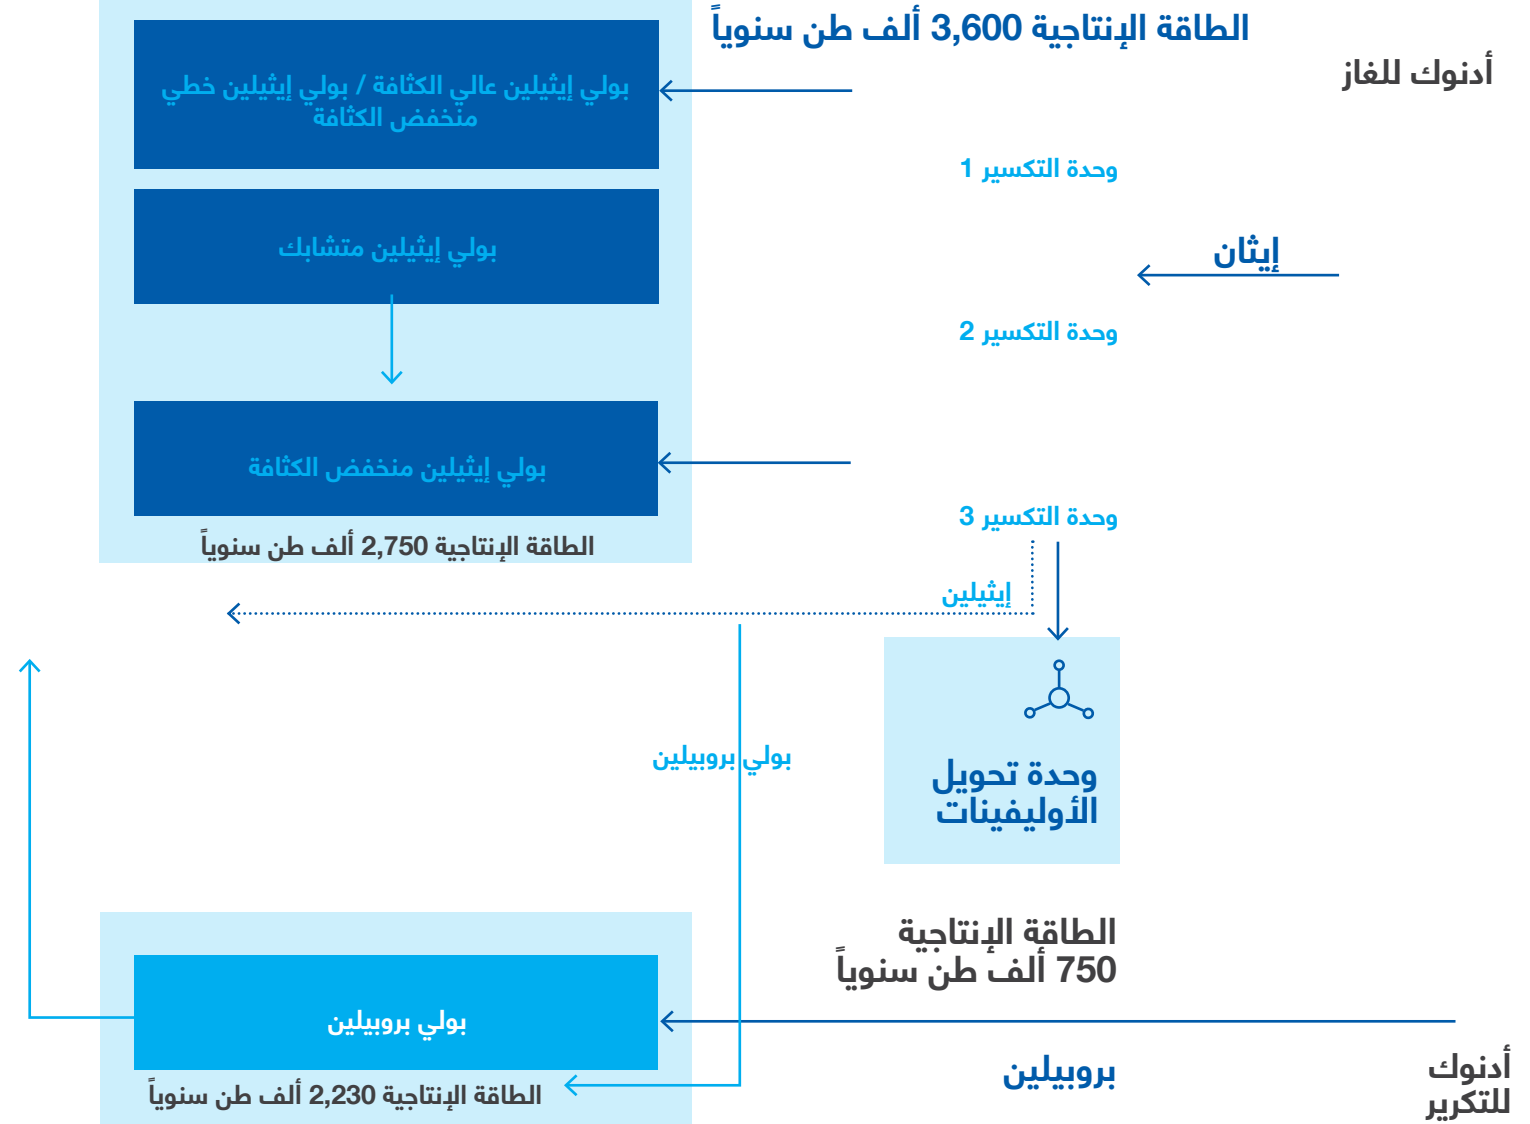 الطاقة الإنتاجية 3,600 ألف طن سنوياً
أدنوك للغاز
بولي إيثيلين عالي الكثافة / بولي إيثيلين خطي
منخفض الكثافة
وحدة التكسير 1
إيثان
بولي إيثيلين متشابك
وحدة التكسير 2
بولي إيثيلين منخفض الكثافة
وحدة التكسير 3
الطاقة الإنتاجية 2,750 ألف طن سنوياً
إيثيلين
وحدة تحويل
الأوليفينات
بولي بروبيلين
الطاقة الإنتاجية
750 ألف طن سنوياً
بولي بروبيلين
بروبيلين
أدنوك
للتكرير
الطاقة الإنتاجية 2,230 ألف طن سنوياً